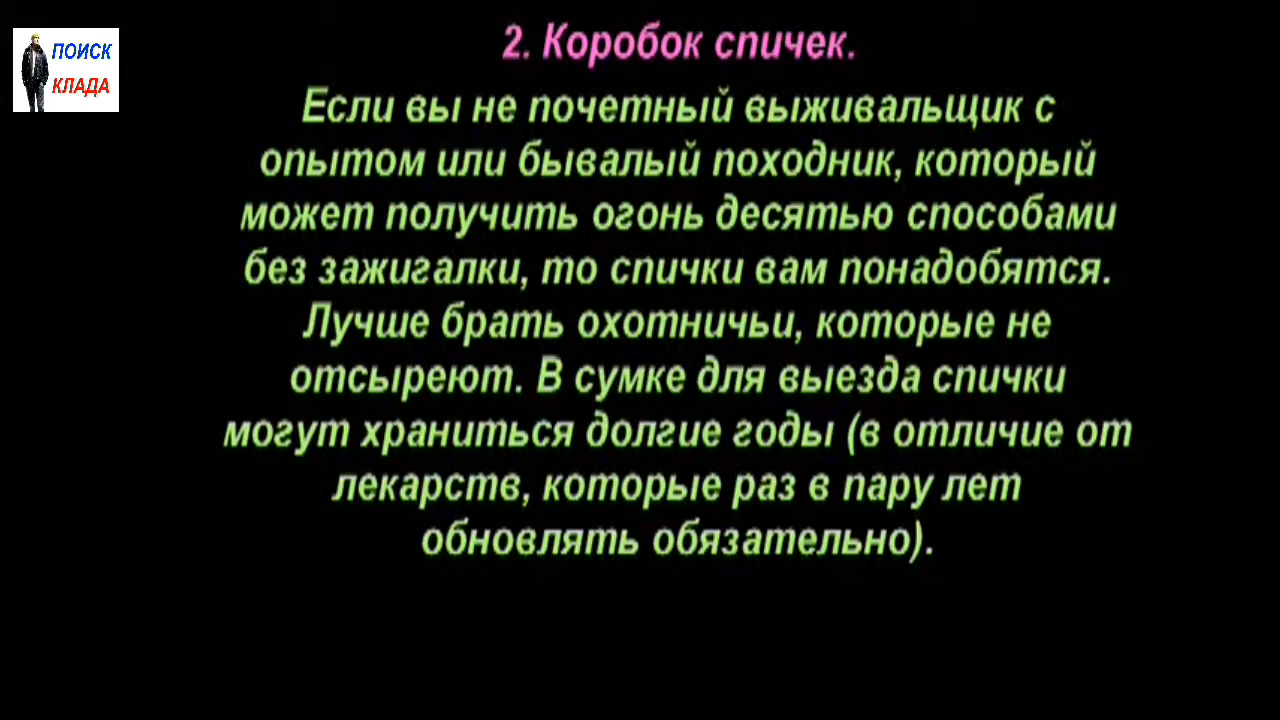 ПОИСК
КЛАДА
2. Коробок спичек.
Если вы не почетный выживальщик с
опытом или бывалый походник, который
может получить огонь десятью способами
без зажигалки, то спички вам понадобятся.
Лучше брать охотничьи, которые не
отсыреют. В сумке для выезда спички
могут храниться долгие годы (в отличие от
лекарств, которые раз в пару лет
обновлять обязательно).